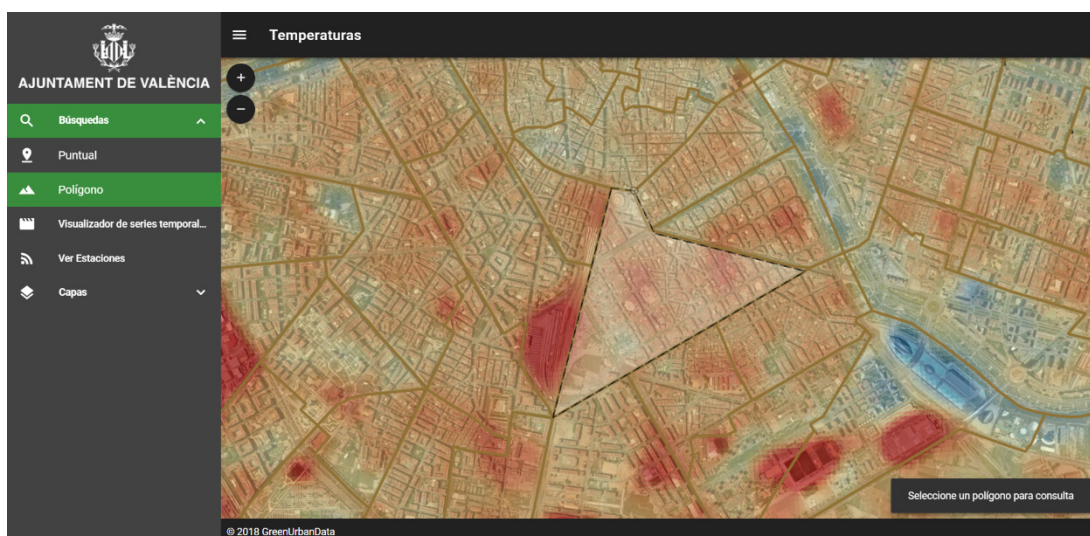 AJUNTAMENT DE VALÈNCIA
Búsquedas
Puntual
Polígono
Visualizador de series temporal...
Ver Estaciones
Capas
Temperaturas
+
−
Seleccione un polígono para consulta
© 2018 GreenUrbanData